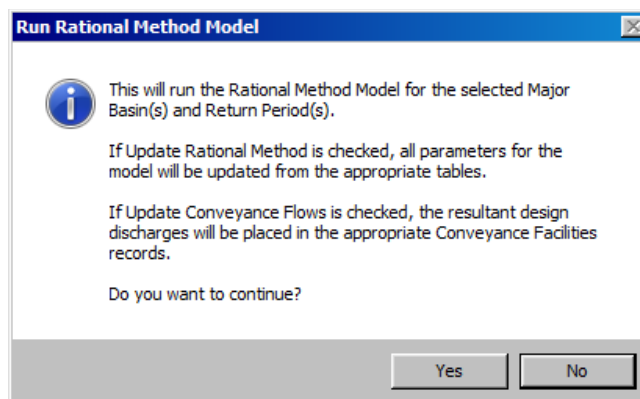 Run Rational Method Model
This will run the Rational Method Model for the selected Major
Basin(s) and Return Period(s).
If Update Rational Method is checked, all parameters for the
model will be updated from the appropriate tables.
If Update Conveyance Flows is checked, the resultant design
discharges will be placed in the appropriate Conveyance Facilities
records.
Do you want to continue?
Yes
No